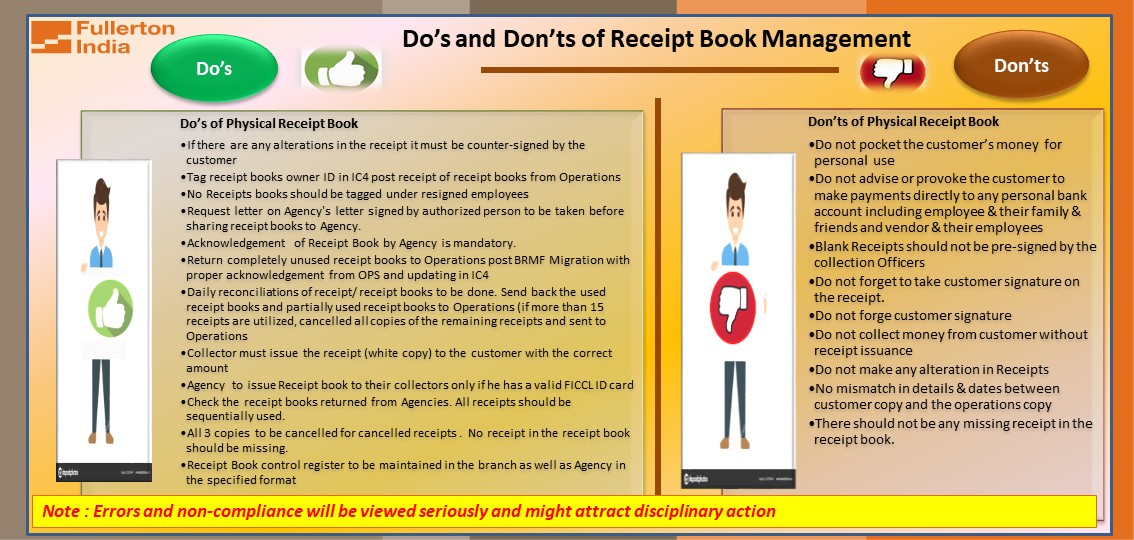 Fullerton
India
Do's and Don'ts of Receipt Book Management
Do's
Don'ts
Do's of Physical Receipt Book
•If there are any alterations in the receipt it must be counter-signed by the
customer
•Tag receipt books owner ID in IC4 post receipt of receipt books from Operations
•No Receipts books should be tagged under resigned employees
•Request letter on Agency's letter signed by authorized person to be taken before
sharing receipt books to Agency.
•Acknowledgement of Receipt Book by Agency is mandatory.
•Return completely unused receipt books to Operations post BRMF Migration with
proper acknowledgement from OPS and updating in IC4
•Daily reconciliations of receipt/ receipt books to be done. Send back the used
receipt books and partially used receipt books to Operations (if more than 15
receipts are utilized, cancelled all copies of the remaining receipts and sent to
Operations
•Collector must issue the receipt (white copy) to the customer with the correct
amount
•Agency to issue Receipt book to their collectors only if he has a valid FICCL ID card
•Check the receipt books returned from Agencies. All receipts should be
sequentially used.
•All 3 copies to be cancelled for cancelled receipts . No receipt in the receipt book
should be missing.
•Receipt Book control register to be maintained in the branch as well as Agency in
the specified format
Don'ts of Physical Receipt Book
•Do not pocket the customer's money for
personal use
•Do not advise or provoke the customer to
make payments directly to any personal bank
account including employee & their family &
friends and vendor & their employees
•Blank Receipts should not be pre-signed by the
collection Officers
•Do not forget to take customer signature on
the receipt.
•Do not forge customer signature
•Do not collect money from customer without
receipt issuance
•Do not make any alteration in Receipts
•No mismatch in details & dates between
customer copy and the operations copy
•There should not be any missing receipt in the
receipt book.
depositphotos
depositphotos
Note : Errors and non-compliance will be viewed seriously and might attract disciplinary action